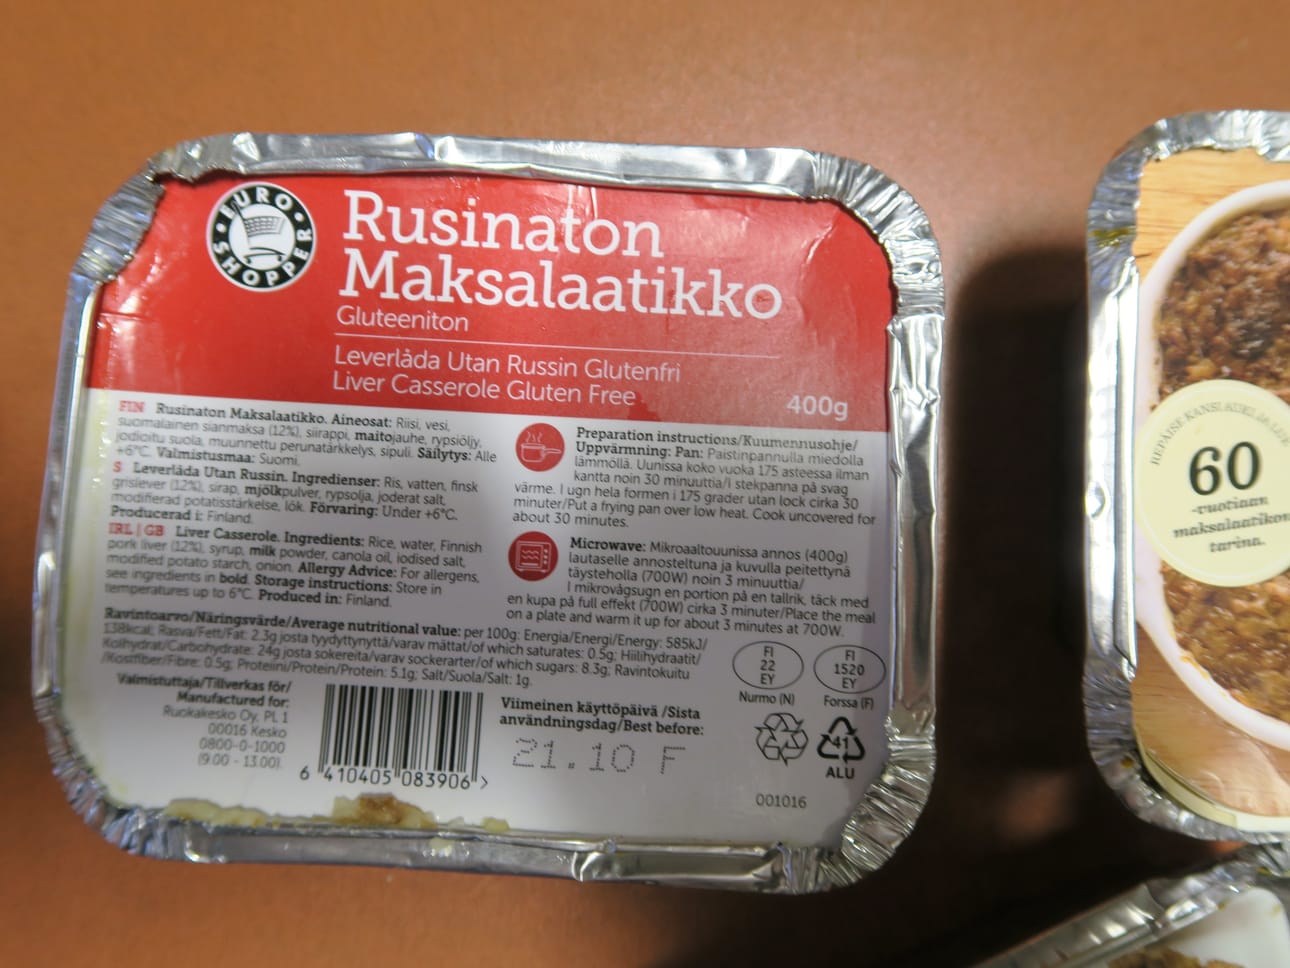 EURO SHOPPER
Rusinaton
Maksalaatikko
Gluteeniton
Leverlåda Utan Russin Glutenfri
Liver Casserole Gluten Free
400g
FIN Rusinaton Maksalaatikko. Aineosat: Riisi, vesi,
suomalainen sianmaksa (12%), siirappi, maitojauhe, rypsiöljy,
jodioitu suola, muunnettu perunatärkkelys, sipuli. Säilytys: Alle
+6°C. Valmistusmaa: Suomi.
S Leverlåda Utan Russin. Ingredienser: Ris, vatten, finsk
grislever (12%), sirap, mjölkpulver, rypsolja, joderat salt,
modifierad potatisstärkelse, lök. Förvaring: Under +6°C.
Producerad i: Finland.
IRL | GB Liver Casserole. Ingredients: Rice, water, Finnish
pork liver (12%), syrup, milk powder, canola oil, iodised salt,
modified potato starch, onion. Allergy Advice: For allergens,
see ingredients in bold. Storage instructions: Store in
temperatures up to 6°C. Produced in: Finland.
Preparation instructions/Kuumennusohje/
Uppvärmning: Pan: Paistinpannulla miedolla
lämmöllä. Uunissa koko vuoka 175 asteessa ilman
kantta noin 30 minuuttia/I stekpanna på svag
värme. I ugn hela formen i 175 grader utan lock cirka 30
minuter/Put a frying pan over low heat. Cook uncovered for
about 30 minutes.
Microwave: Mikroaaltouunissa annos (400g)
lautaselle annosteltuna ja kuvulla peitettynä
täysteholla (700W) noin 3 minuuttia/
I mikrovågsugn en portion på en tallrik, täck med
en kupa på full effekt (700W) cirka 3 minuter/Place the meal
on a plate and warm it up for about 3 minutes at 700W.
Ravintoarvo/Näringsvärde/Average nutritional value: per 100g: Energia/Energi/Energy: 585kJ/
138kcal; Rasva/Fett/Fat: 2.3g josta tyydyttynyttä/varav mättat/of which saturates: 0.5g; Hiilihydraatit/
Kolhydrat/Carbohydrate: 24g josta sokereita/varav sockerarter/of which sugars: 8.3g; Ravintokuitu
/Kostfiber/Fibre: 0.5g; Proteiini/Protein/Protein: 5.1g; Salt/Suola/Salt: 1g.
Valmistuttaja/Tillverkas för/
Manufactured for:
Ruokakesko Oy, PL 1
00016 Kesko
0800-0-1000
(9.00 - 13.00).
6 410405 083906 >
Viimeinen käyttöpäivä /Sista
användningsdag/Best before:
21.10 F
FI
22
EY
Nurmo (N)
FI
1520
EY
Forssa (F)
41
ALU
001016
REPÄISE KANSI AUKI JA LUE
60
-vuotiaan
maksalaatikon
tarina.